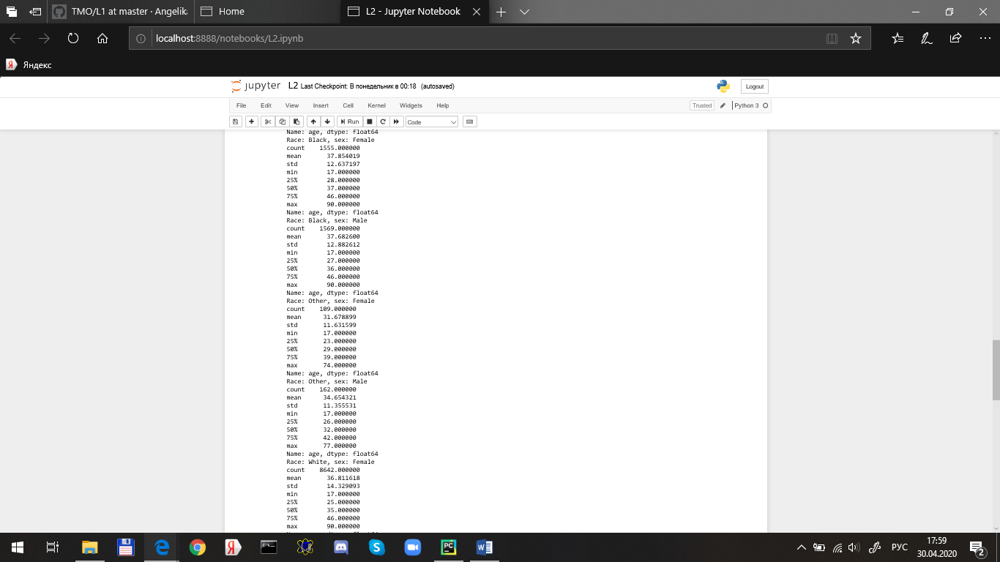 TMO/L1 at master · Angelika
Home
L2 - Jupyter Notebook
localhost:8888/notebooks/L2.ipynb
Я Яндекс
jupyter L2 Last Checkpoint: В понедельник в 00:18 (autosaved)
Logout
File Edit View Insert Cell Kernel Widgets Help
Trusted Python 3
Run Code
Name: age, dtype: float64
Race: Black, sex: Female
count 1555.000000
mean 37.854019
std 12.637197
min 17.000000
25% 28.000000
50% 37.000000
75% 46.000000
max 90.000000
Name: age, dtype: float64
Race: Black, sex: Male
count 1569.000000
mean 37.682600
std 12.882612
min 17.000000
25% 27.000000
50% 36.000000
75% 46.000000
max 90.000000
Name: age, dtype: float64
Race: Other, sex: Female
count 109.000000
mean 31.678899
std 11.631599
min 17.000000
25% 23.000000
50% 29.000000
75% 39.000000
max 74.000000
Name: age, dtype: float64
Race: Other, sex: Male
count 162.000000
mean 34.654321
std 11.355531
min 17.000000
25% 26.000000
50% 32.000000
75% 42.000000
max 77.000000
Name: age, dtype: float64
Race: White, sex: Female
count 8642.000000
mean 36.811618
std 14.329093
min 17.000000
25% 25.000000
50% 35.000000
75% 46.000000
max 90.000000
РУС
17:59
30.04.2020
2